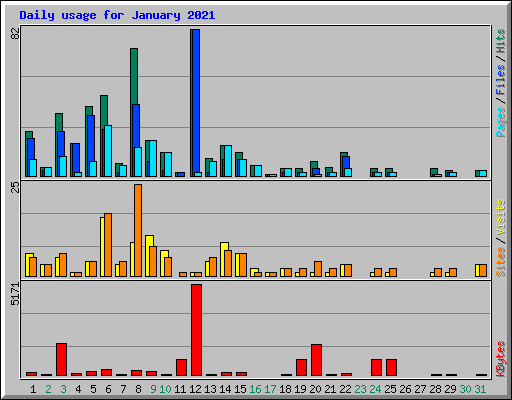 Daily usage for January 2021
82
Pages / Files / Hits
25
Sites / Visits
5171
KBytes
1 2 3 4 5 6 7 8 9 10 11 12 13 14 15 16 17 18 19 20 21 22 23 24 25 26 27 28 29 30 31